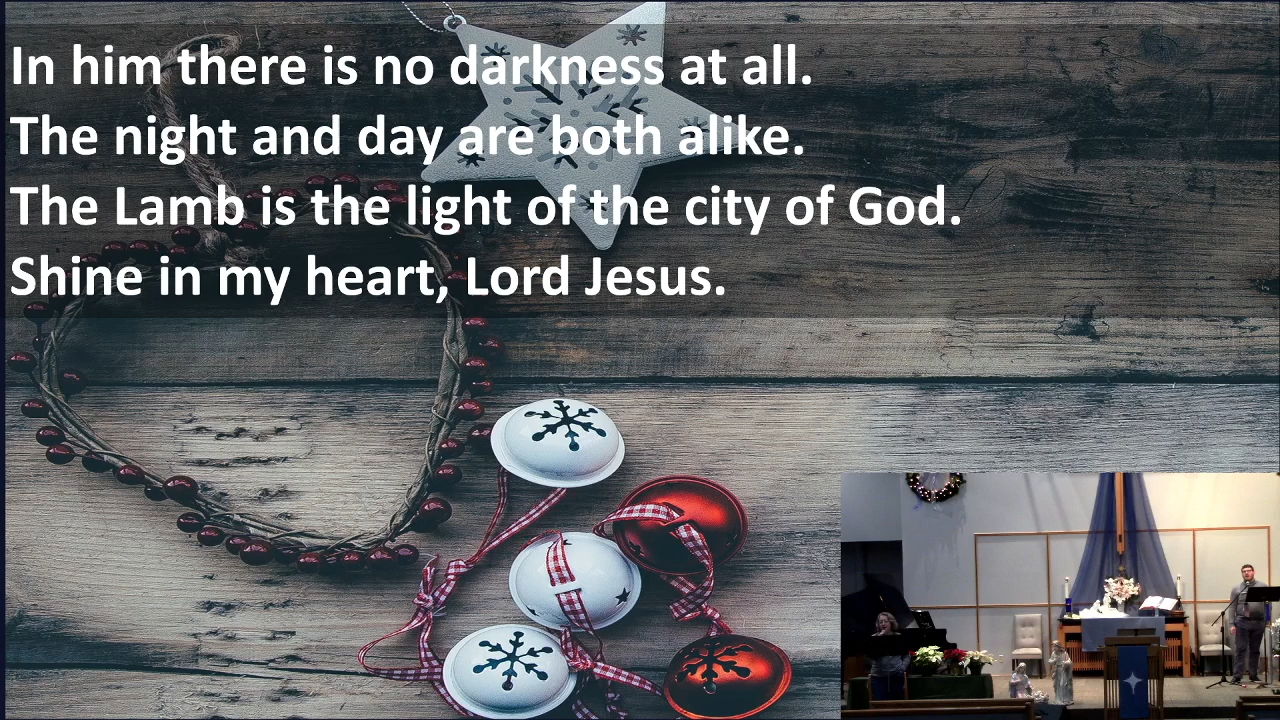 In him there is no darkness at all.
The night and day are both alike.
The Lamb is the light of the city of God.
Shine in my heart, Lord Jesus.